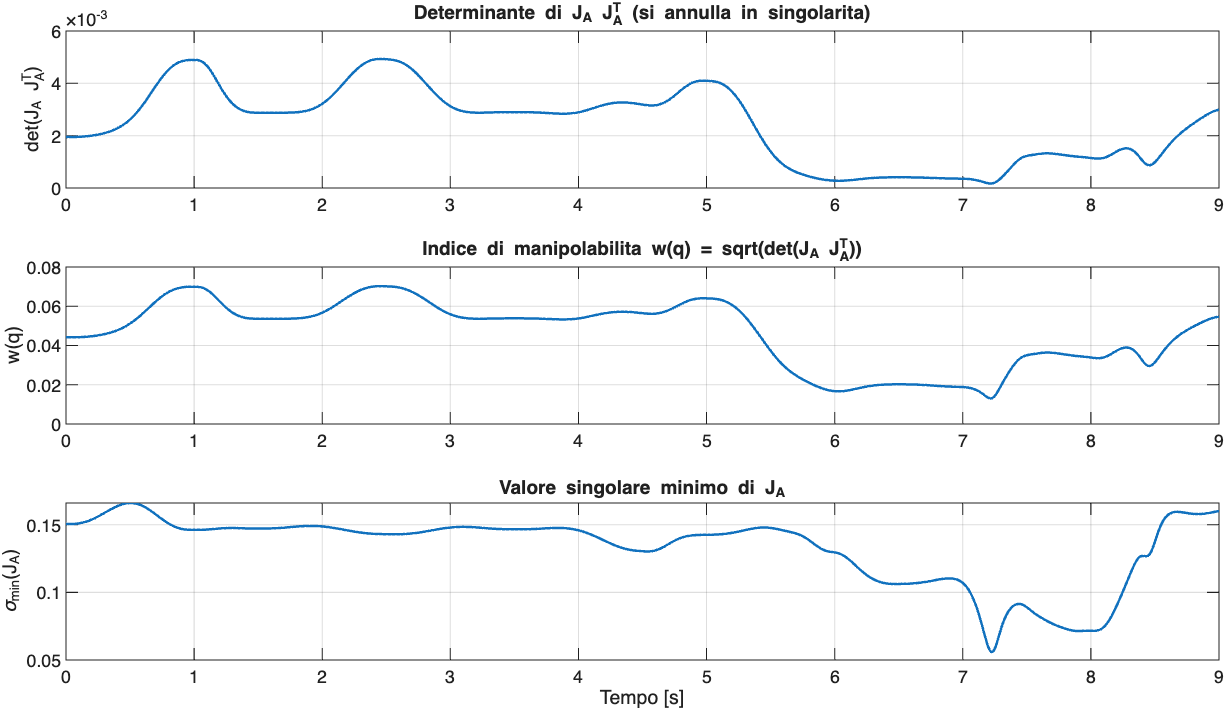 Determinante di J_A J_A^T (si annulla in singolarita)
×10^-3
det(J_A J_A^T)
6
4
2
0
0 1 2 3 4 5 6 7 8 9
Indice di manipolabilita w(q) = sqrt(det(J_A J_A^T))
w(q)
0.08
0.06
0.04
0.02
0
0 1 2 3 4 5 6 7 8 9
Valore singolare minimo di J_A
σ_min(J_A)
0.15
0.1
0.05
0 1 2 3 4 5 6 7 8 9
Tempo [s]